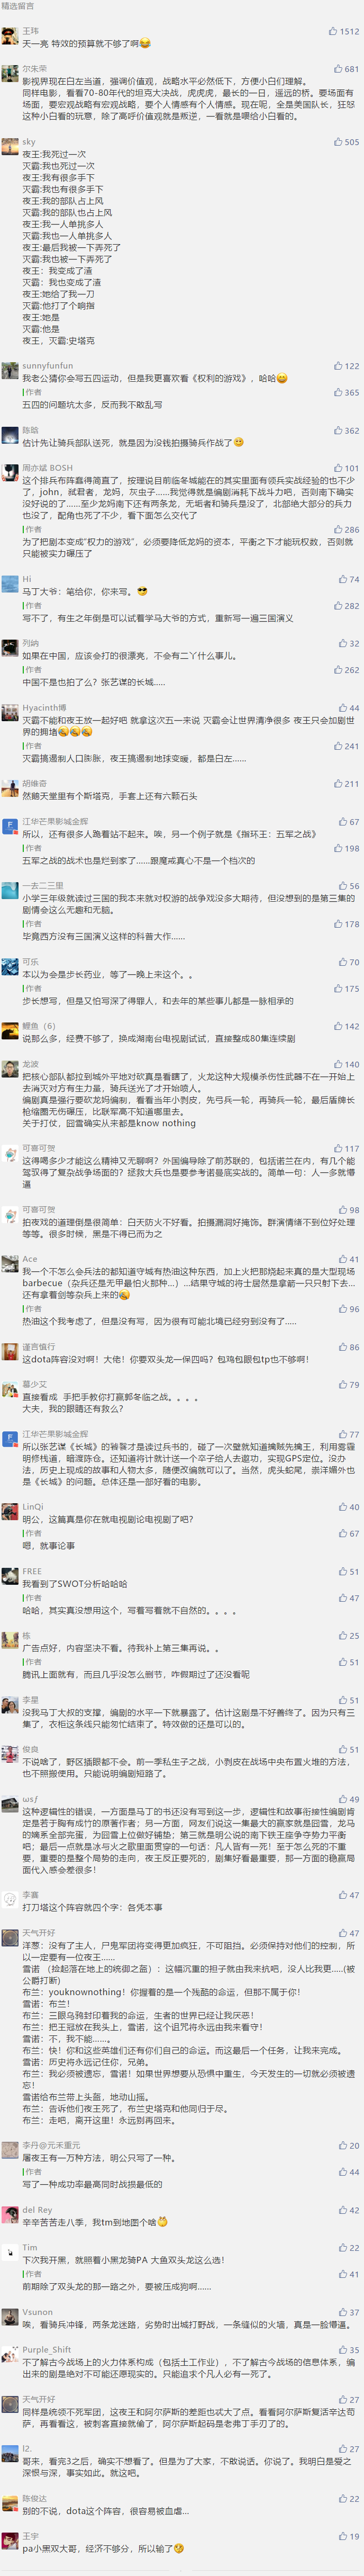 精选留言
王玮 1512
天一亮 特效的预算就不够了啊
尔朱荣 681
影视界现在白左当道，强调价值观，战略水平必然低下，方便小白们理解。
同样电影，看看70-80年代的坦克大决战，虎虎虎，最长的一日，遥远的桥。要场面有
场面，要宏观战略有宏观战略，要个人情感有个人情感。现在呢，全是美国队长，狂怒
这种小白看的玩意，除了高呼价值观就是叛逆，一看就是喂给小白看的。
sky 505
夜王:我死过一次
灭霸:我也死过一次
夜王:我有很多手下
灭霸:我也有很多手下
夜王:我的部队占上风
灭霸:我的部队也占上风
夜王:我一人单挑多人
灭霸:我也一人单挑多人
夜王:最后我被一下弄死了
灭霸:我也被一下弄死了
夜王：我变成了渣
灭霸：我也变成了渣
夜王:她给了我一刀
灭霸:他打了个响指
夜王:她是
灭霸:他是
夜王，灭霸:史塔克
sunnyfunfun 122
我老公猜你会写五四运动，但是我更喜欢看《权利的游戏》，哈哈
作者 365
五四的问题坑太多，反而我不敢乱写
陈晗 362
估计先让骑兵部队送死，就是因为没钱拍摄骑兵作战了
周亦斌 BOSH 101
这个排兵布阵蠢得简直了，按理说目前临冬城能在的其实里面有领兵实战经验的也不少
了，john，弑君者，龙妈，灰虫子......我觉得就是编剧消耗下战斗力吧，否则南下确实
没好说的了......至少龙妈南下还有两条龙，无垢者和骑兵是没了，北部绝大部分的兵力
也没了，配角也死了不少，看下面怎么交代了
作者 286
为了把剧本变成“权力的游戏”，必须要降低龙妈的资本，平衡之下才能玩权数，否则就
只能被实力曝压了
Hi 74
马丁大爷：笔给你，你来写。
作者 282
写不了，有生之年倒是可以试看学马大爷的方式，重新写一遍三国演义
烈纳 32
如果在中国，应该会打的很漂亮，不会有二丫什么事儿。
作者 262
中国不是也拍了么？张艺谋的长城.....
Hyacinth博 44
灭霸不能和夜王放一起好吧 就拿这次五一来说 灭霸会让世界清净很多 夜王只会加剧世
界的拥堵
作者 241
灭霸搞遏制人口膨胀，夜王搞遏制地球变暖，都是白左......
胡维奇 211
然鹅天堂里有个斯塔克，手套上还有六颗石头
江华芒果影城金辉 67
所以，还有很多人跪看站不起来。唉，另一个例子就是《指环王：五军之战》
作者 198
五军之战的战术也是烂到家了......跟魔戒真心不是一个档次的
一去二三里 56
小学三年级就读过三国的我本来就对权游的战争戏没多大期待，但没想到的是第三集的
剧情会这么无趣和无脑。
作者 178
毕竟西方没有三国演义这样的科普大作......
可乐 70
本以为会是步长药业，等了一晚上来这个。。
作者 175
步长想写，但是又怕写深了得罪人，和去年的某些事儿都是一脉相承的
鲤鱼（6） 142
说那么多，经费不够了，换成湖南台电视剧试试，直接整成80集连续剧
龙波 140
把核心部队都拉到城外平地对砍真是看瞎了，火龙这种大规模杀伤性武器不在一开始上
去消灭对方有生力量，骑兵送光了才开始喷人。
编剧真是强行要砍龙妈编制，看看当年小剥皮，先弓兵一轮，再骑兵一轮，最后盾牌长
枪缩圈无伤曝压，比联军高不知道哪里去。
关于打仗，囧雪确实从来都是know nothing
可喜可贺 117
这得喝多少才能这么精神又无聊啊？外国编导除了前苏联的，包括诺兰在内，有几个能
驾驭得了复杂战争场面的？拯救大兵也是要参考诺曼底实战的。简单一句：人一多就懵
逼
可喜可贺 98
拍夜戏的道理倒是很简单：白天防火不好看。拍摄漏洞好掩饰。群演情绪不到位好处理
等等。很多时候，黑是不得已而为之
Ace 41
我一个不怎么会兵法的都知道守城有热油这种东西，加上火把那烧起来真的是大型现场
barbecue（杂兵还是无甲最怕火那种...）...结果守城的将士居然是拿箭一只只射下去...
还有拿着剑等杂兵上来的
作者 96
热油这个我考虑了，但是没有写，因为很有可能北境已经穷到没有了.....
谨言慎行 86
这dota阵容没对啊！大佬！你要双头龙一保四吗？包鸡包眼包tp也不够啊！
慕少艾 79
直接看成  手把手教你打赢郭冬临之战。。。。
大夫，我的眼睛还有救么？
江华芒果影城金辉 77
所以张艺谋《长城》的饕餮才是读过兵书的，碰了一次壁就知道擒贼先擒王，利用雾霾
明修栈道，暗渡陈仓。还知道将计就计送一个卒子给人去邀功，实现GPS定位。没办
法，历史上现成的故事和人物太多，随便改编就可以了。当然，虎头蛇尾，崇洋媚外也
是《长城》的问题。总体还是一部好看的电影。
LinQi 40
明公，这篇真是你在就电视剧论电视剧了吧？
作者 67
嗯，就事论事
FREE 51
我看到了SWOT分析哈哈哈
作者 47
哈哈，其实真没想用这个，写着写着就不自然的。。。。
栋 25
广告点好，内容坚决不看。待我补上第三集再说。。
作者 51
腾讯上面就有，而且几乎没怎么删节，咋假期过了还没看呢
李星 51
没我马丁大叔的支撑，编剧的水平一下就暴露了。估计这剧是不好善终了。因为只有三
集了，衣柜这条线只能匆忙结束了。特效做的还是可以的。
俊良 51
不说啥了，野区插眼都不会。前一季私生子之战，小剥皮在战场中央布置火堆的方法，
也不照搬使用。只能说明编剧短路了。
ωsƒ 49
这种逻辑性的错误，一方面是马丁的书还没有写到这一步，逻辑性和故事衔接性编剧肯
定是若于胸有成竹的原著作者；另一方面，网友们说这一集最大的赢家就是囧雪，龙马
的嫡系全部完蛋，为囧雪上位做好铺垫；第三就是明公说的南下铁王座争夺势力平衡
吧；最后一点就是冰与火之歌里面贯穿的一句话：凡人皆有一死！至于怎么死的不重
要，重要的是整个局势的走向，夜王反正要死的，剧集好看最重要，那一方面的稳赢局
面代入感会差很多！
李骞 47
打刀塔这个阵容就四个字：各凭本事
天气开好 47
洋葱：没有了主人，尸鬼军团将变得更加疯狂，不可阻挡。必须保持对他们的控制，所
以一定要有一位夜王......
雪诺 （捡起落在地上的统御之盔）：这幅沉重的担子就由我来抗吧，没人比我更.....(被
公爵打断)
布兰：youknownothing！你握着的是一个残酷的命运，但那不属于你！
雪诺：布兰！
布兰：三眼乌鸦封印着我的命运，生者的世界已经让我厌恶！
布兰：把王冠放在我头上，雪诺，这个诅咒将永远由我来看守！
雪诺：不，我不能......。
布兰：快！你和这些英雄们还有你们自己的命运。而这最后一个任务，让我来完成。
雪诺：历史将永远记住你，兄弟。
布兰：我必须被遗忘，雪诺！如果世界想要从恐惧中重生，今天发生的一切就必须被遗
忘！
雪诺给布兰带上头盔，地动山摇。
布兰：告诉他们夜王死了，布兰史塔克和他同归于尽。
布兰：走吧，离开这里！永远别再回来。
李丹@元禾重元 20
屠夜王有一万种方法，明公只写了一种。
作者 44
写了一种成功率最高同时战损最低的
del Rey 42
辛辛苦苦走八季，我tm到地图个啥
Tim 22
下次我开黑，就照着小黑龙骑PA 大鱼双头龙这么选！
作者 41
前期除了双头龙的那一路之外，要被压成狗啊......
Vsunon 37
唉，看骑兵冲锋，两条龙迷路，劣势时出城打野战，一条缝似的火墙，真是一脸懵逼。
Purple_Shift 35
不了解古今战场上的火力体系构成（包括土工作业），不了解古今战场的信息体系，编
出来的剧是绝对不可能还愿现实的。只能追求个凡人必有一死了。
天气开好 27
同样是统领不死军团，这夜王和阿尔萨斯的差距也忒大了点。看看阿尔萨斯复活辛达苟
萨，再看看这，被刺客直接就偷了，阿尔萨斯起码是老弗丁手刃了的。
l2. 27
哥来，看完3之后，确实不想看了。但是为了大家，不敢说话。你说了。我明白是爱之
深恨与深，事实如此。就这吧。
陈俊达 22
别的不说，dota这个阵容，很容易被血虐...
王宇 19
pa小黑双大哥，经济不够分，所以输了